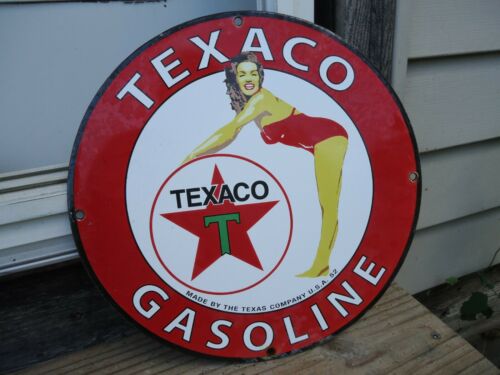 TEXACO
TEXACO
T
MADE BY THE TEXAS COMPANY U.S.A. 52
GASOLINE